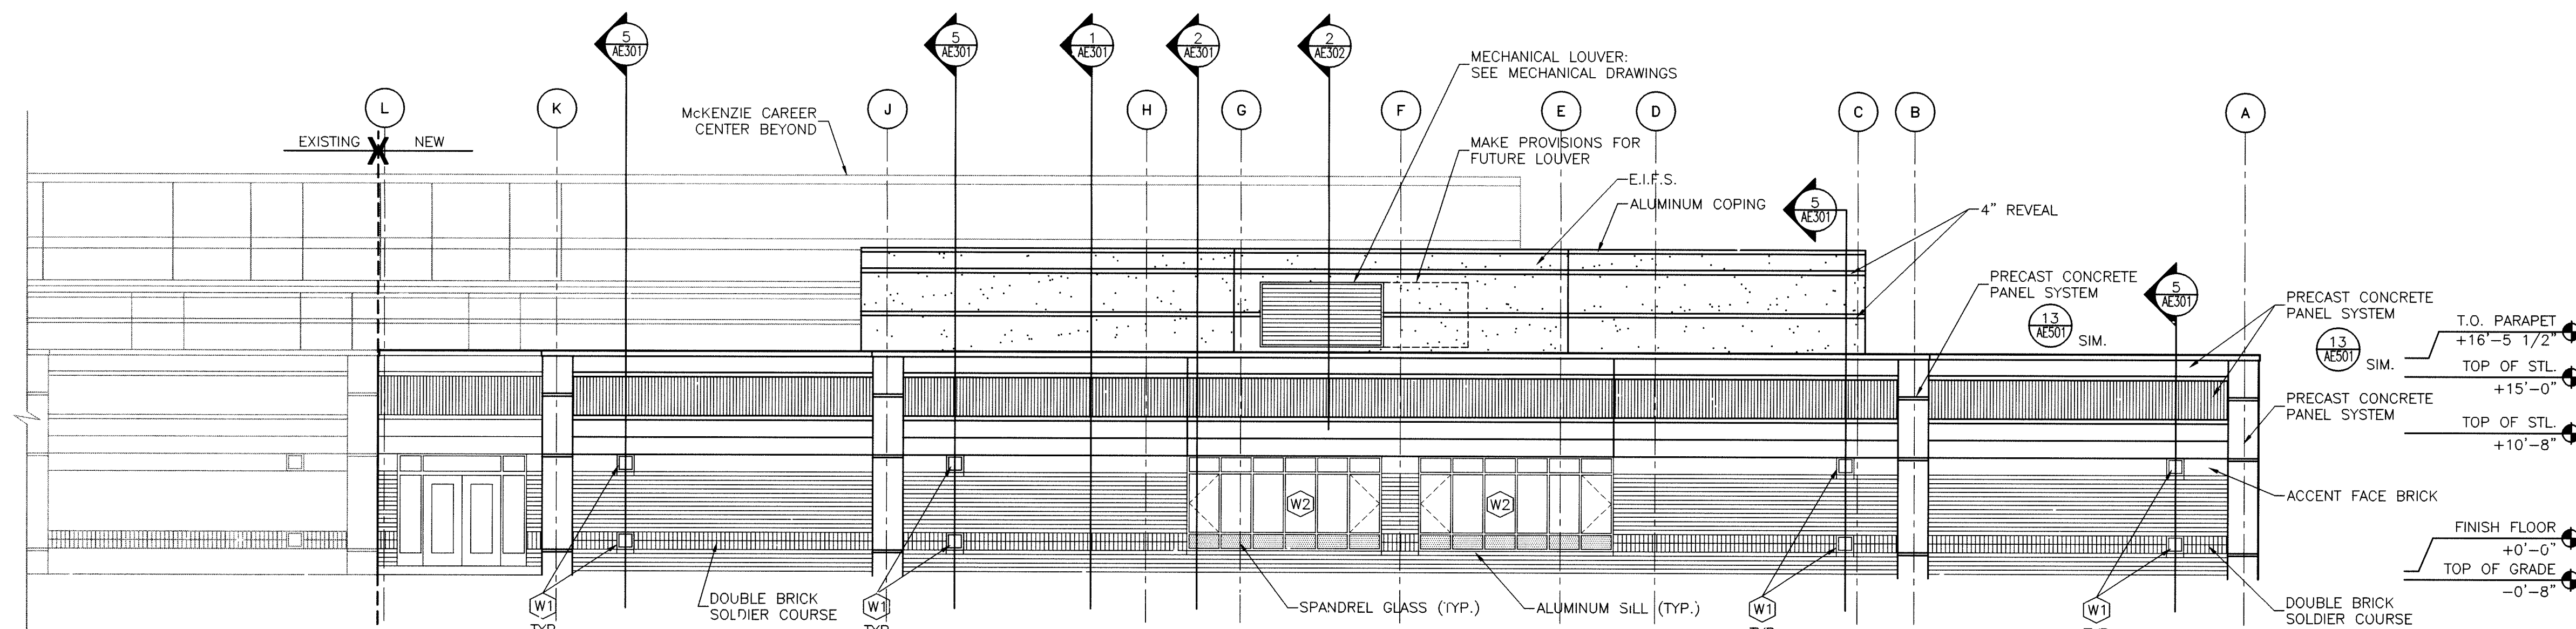 5
AE301
5
AE301
1
AE301
2
AE301
2
AE302
MECHANICAL LOUVER:
SEE MECHANICAL DRAWINGS
L
K
J
H
G
F
E
D
C
B
A
McKENZIE CAREER
CENTER BEYOND
EXISTING
NEW
MAKE PROVISIONS FOR
FUTURE LOUVER
E.I.F.S.
ALUMINUM COPING
5
AE301
4" REVEAL
PRECAST CONCRETE
PANEL SYSTEM
13
AE501
SIM.
5
AE301
PRECAST CONCRETE
PANEL SYSTEM
13
AE501
SIM.
T.O. PARAPET
+16'-5 1/2"
TOP OF STL.
+15'-0"
PRECAST CONCRETE
PANEL SYSTEM
TOP OF STL.
+10'-8"
W2
W2
ACCENT FACE BRICK
FINISH FLOOR
+0'-0"
TOP OF GRADE
-0'-8"
W1
TYP.
DOUBLE BRICK
SOLDIER COURSE
W1
TYP.
SPANDREL GLASS (TYP.)
ALUMINUM SILL (TYP.)
W1
TYP.
W1
TYP.
DOUBLE BRICK
SOLDIER COURSE